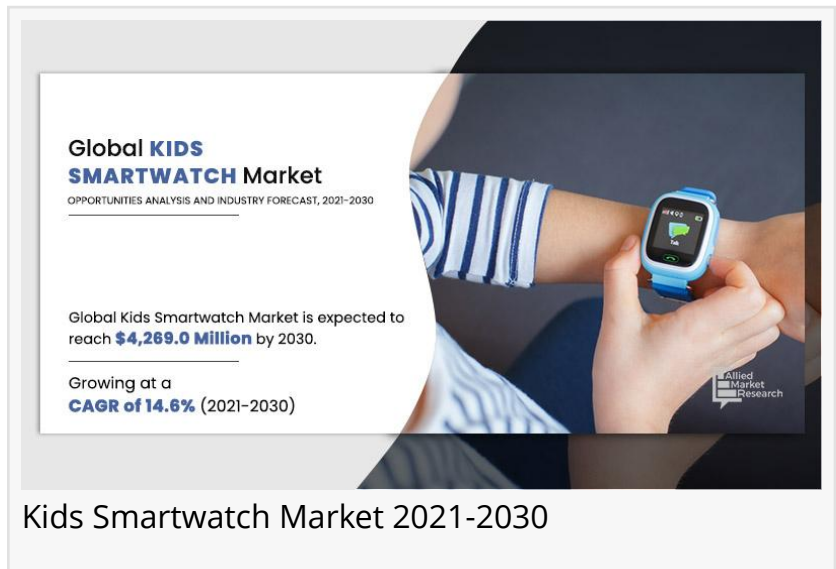 Global KIDS
SMARTWATCH Market
OPPORTUNITIES ANALYSIS AND INDUSTRY FORECAST, 2021-2030
Global Kids Smartwatch Market is expected to
reach $4,269.0 Million by 2030.
Growing at a
CAGR of 14.6% (2021-2030)
Talk
Allied
Market
Research
Kids Smartwatch Market 2021-2030